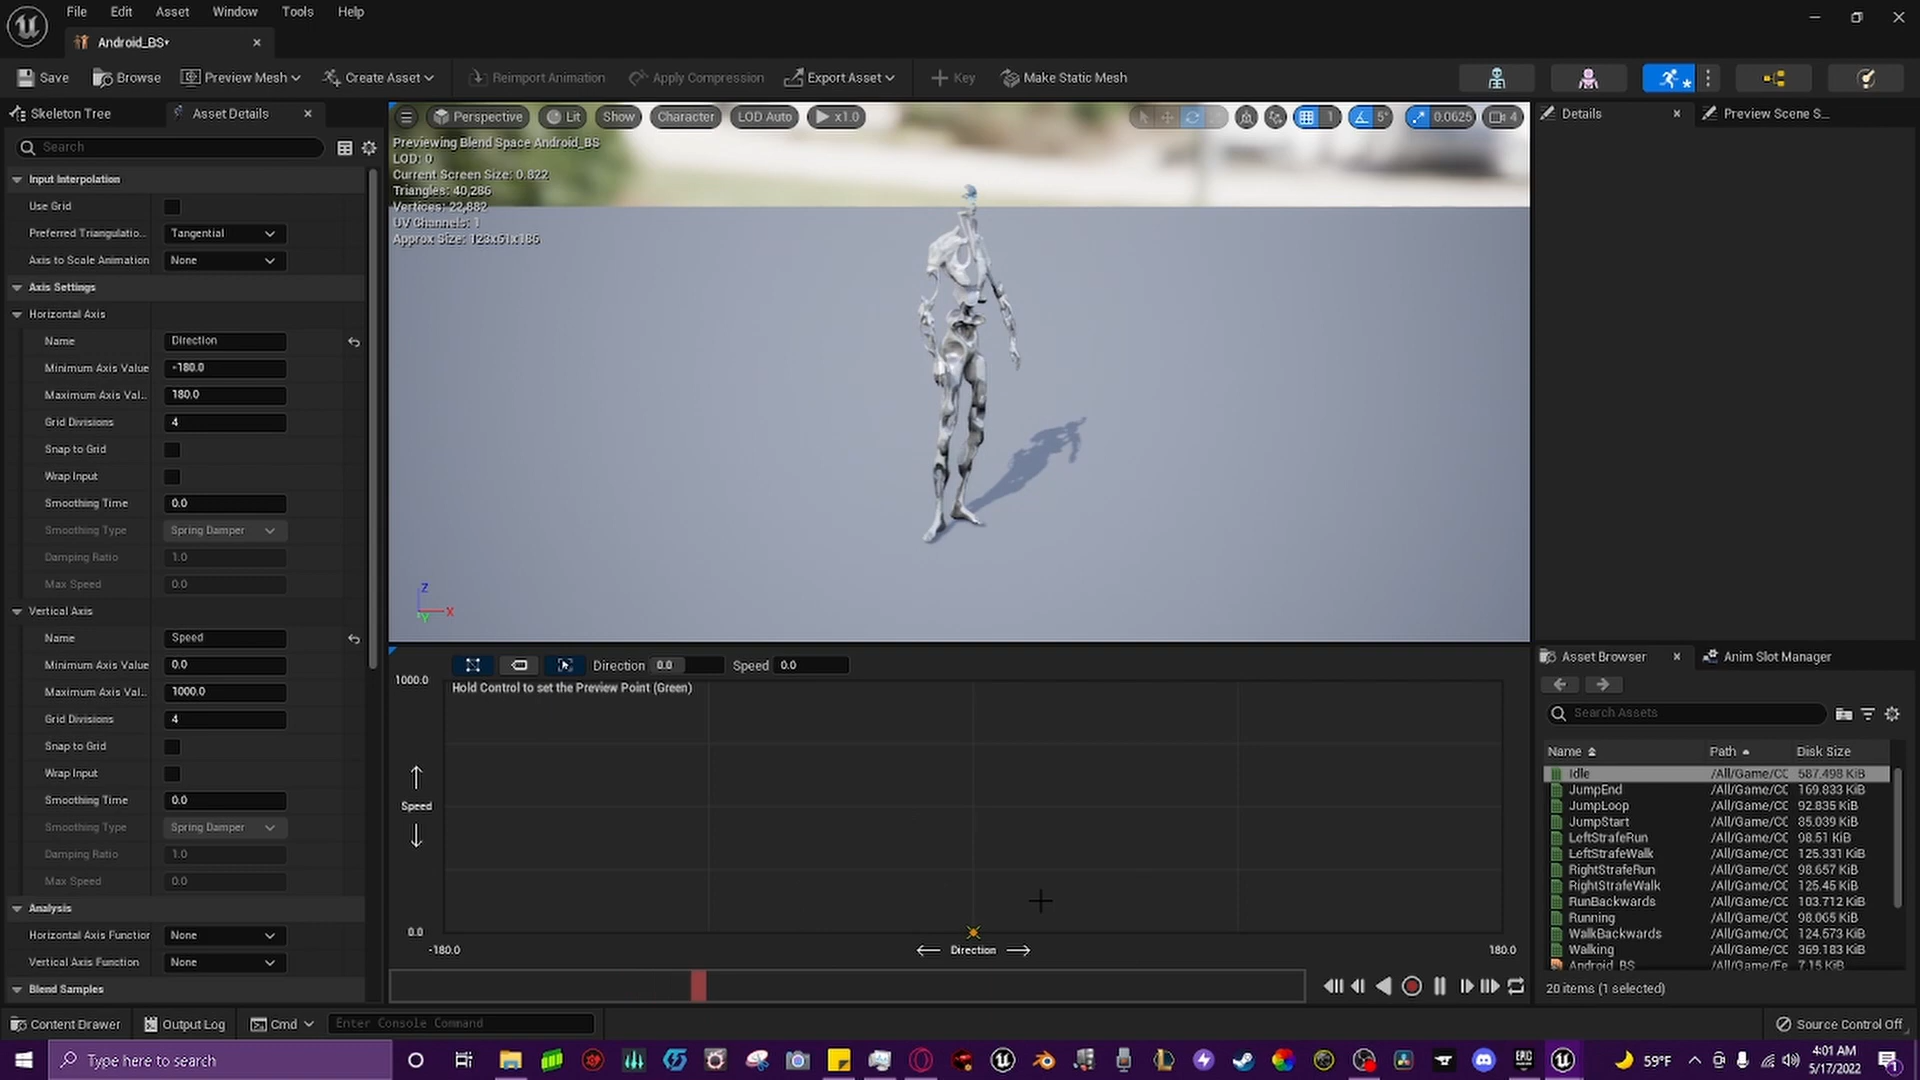 File Edit Asset Window Tools Help
Android_BS*
Save Browse Preview Mesh Create Asset Reimport Animation Apply Compression Export Asset Key Make Static Mesh
Skeleton Tree Asset Details
Search
Input Interpolation
Use Grid
Preferred Triangulatio.. Tangential
Axis to Scale Animation None
Axis Settings
Horizontal Axis
Name Direction
Minimum Axis Value -180.0
Maximum Axis Val.. 180.0
Grid Divisions 4
Snap to Grid
Wrap Input
Smoothing Time 0.0
Smoothing Type Spring Damper
Damping Ratio 1.0
Max Speed 0.0
Vertical Axis
Name Speed
Minimum Axis Value 0.0
Maximum Axis Val.. 1000.0
Grid Divisions 4
Snap to Grid
Wrap Input
Smoothing Time 0.0
Smoothing Type Spring Damper
Damping Ratio 1.0
Max Speed 0.0
Analysis
Horizontal Axis Functior None
Vertical Axis Function None
Blend Samples
Perspective Lit Show Character LOD Auto x1.0 1 5° 0.0625 4
Previewing Blend Space Android_BS
LOD: 0
Current Screen Size: 0.822
Triangles: 40,286
Vertices: 22,882
UV Channels: 1
Approx Size: 123x51x186
Z
X
Y
Direction 0.0 Speed 0.0
1000.0
Hold Control to set the Preview Point (Green)
Speed
0.0
-180.0 Direction 180.0
Details Preview Scene S...
Asset Browser Anim Slot Manager
Search Assets
Name Path Disk Size
Idle /All/Game/CC 587.498 KiB
JumpEnd /All/Game/CC 169.833 KiB
JumpLoop /All/Game/CC 92.835 KiB
JumpStart /All/Game/CC 85.039 KiB
LeftStrafeRun /All/Game/CC 98.51 KiB
LeftStrafeWalk /All/Game/CC 125.331 KiB
RightStrafeRun /All/Game/CC 98.657 KiB
RightStrafeWalk /All/Game/CC 125.45 KiB
RunBackwards /All/Game/CC 103.712 KiB
Running /All/Game/CC 98.065 KiB
WalkBackwards /All/Game/CC 124.573 KiB
Walking /All/Game/CC 369.183 KiB
Android_BS /All/Game/Fe 7.15 KiB
20 items (1 selected)
Content Drawer Output Log Cmd Enter Console Command Source Control Off
Type here to search
59°F
4:01 AM
5/17/2022